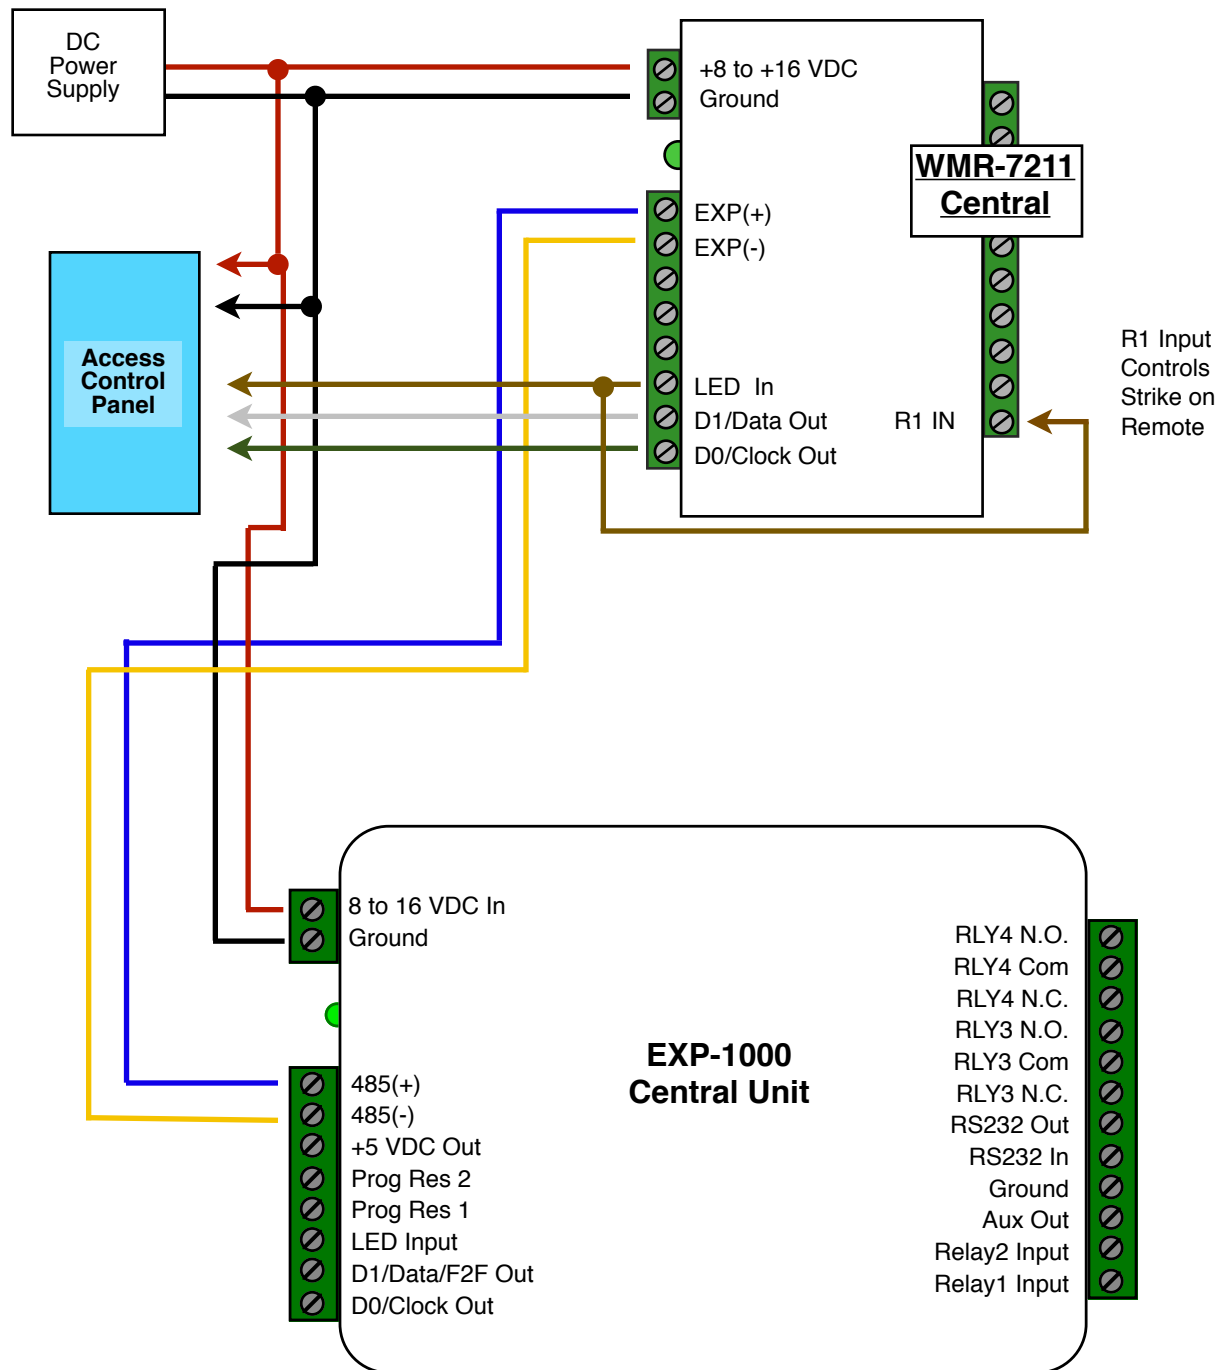 DC
Power
Supply
+8 to +16 VDC
Ground
WMR-7211
Central
EXP(+)
EXP(-)
Access
Control
Panel
LED  In
D1/Data Out
D0/Clock Out
R1 IN
R1 Input
Controls
Strike on
Remote
8 to 16 VDC In
Ground
EXP-1000
Central Unit
485(+)
485(-)
+5 VDC Out
Prog Res 2
Prog Res 1
LED Input
D1/Data/F2F Out
D0/Clock Out
RLY4 N.O.
RLY4 Com
RLY4 N.C.
RLY3 N.O.
RLY3 Com
RLY3 N.C.
RS232 Out
RS232 In
Ground
Aux Out
Relay2 Input
Relay1 Input